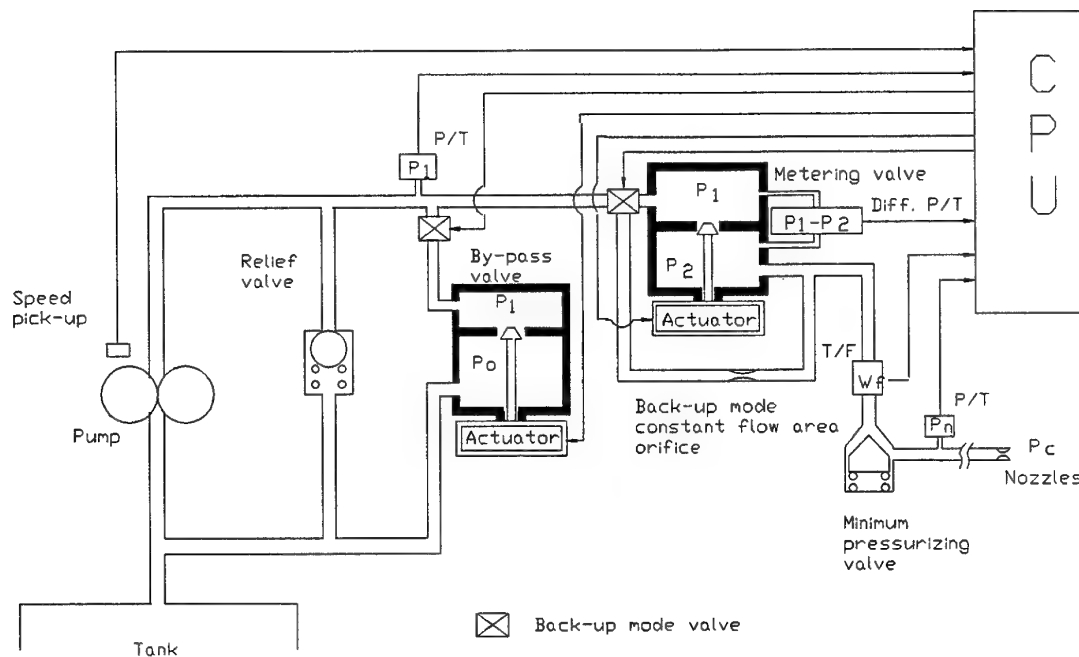 C
P
U
P/T
P1
Metering valve
P1
P1-P2
Diff. P/T
P2
Actuator
Relief
valve
By-pass
valve
P1
Po
Actuator
Speed
pick-up
Pump
T/F
Wf
P/T
Pn
Pc
Nozzles
Back-up mode
constant flow area
orifice
Minimum
pressurizing
valve
Back-up mode valve
Tank